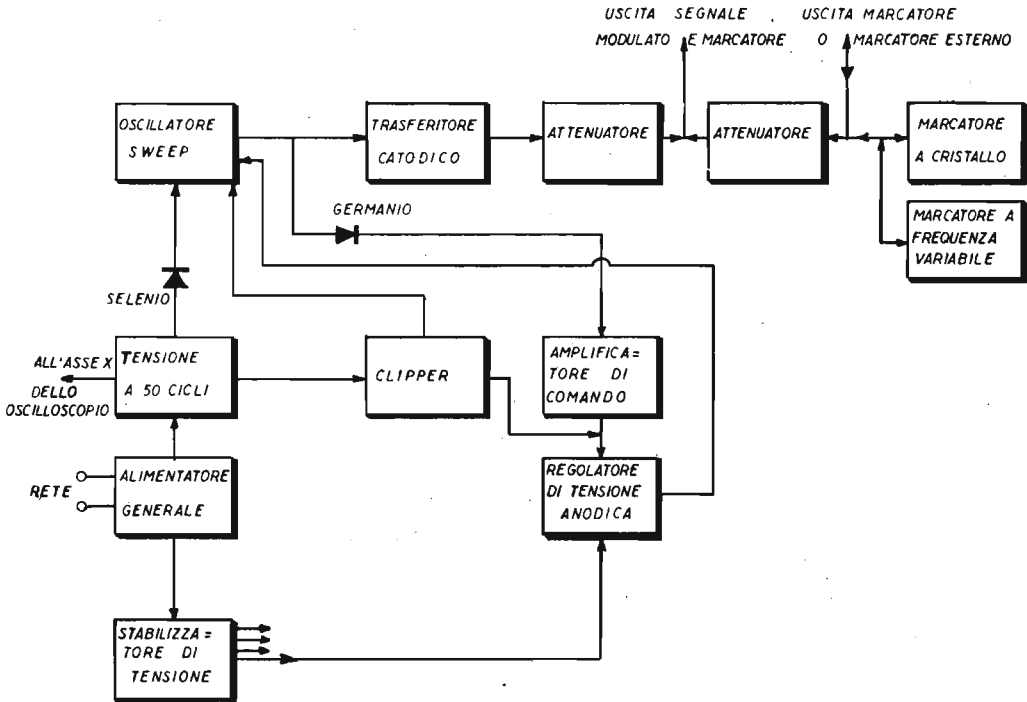 USCITA SEGNALE
MODULATO E MARCATORE
USCITA MARCATORE
O MARCATORE ESTERNO
OSCILLATORE
SWEEP
TRASFERITORE
CATODICO
ATTENUATORE
ATTENUATORE
MARCATORE
A CRISTALLO
MARCATORE A
FREQUENZA
VARIABILE
GERMANIO
SELENIO
ALL'ASSE X
DELLO
OSCILLOSCOPIO
TENSIONE
A 50 CICLI
CLIPPER
AMPLIFICA=
TORE DI
COMANDO
RETE
ALIMENTATORE
GENERALE
REGOLATORE
DI TENSIONE
ANODICA
STABILIZZA=
TORE DI
TENSIONE